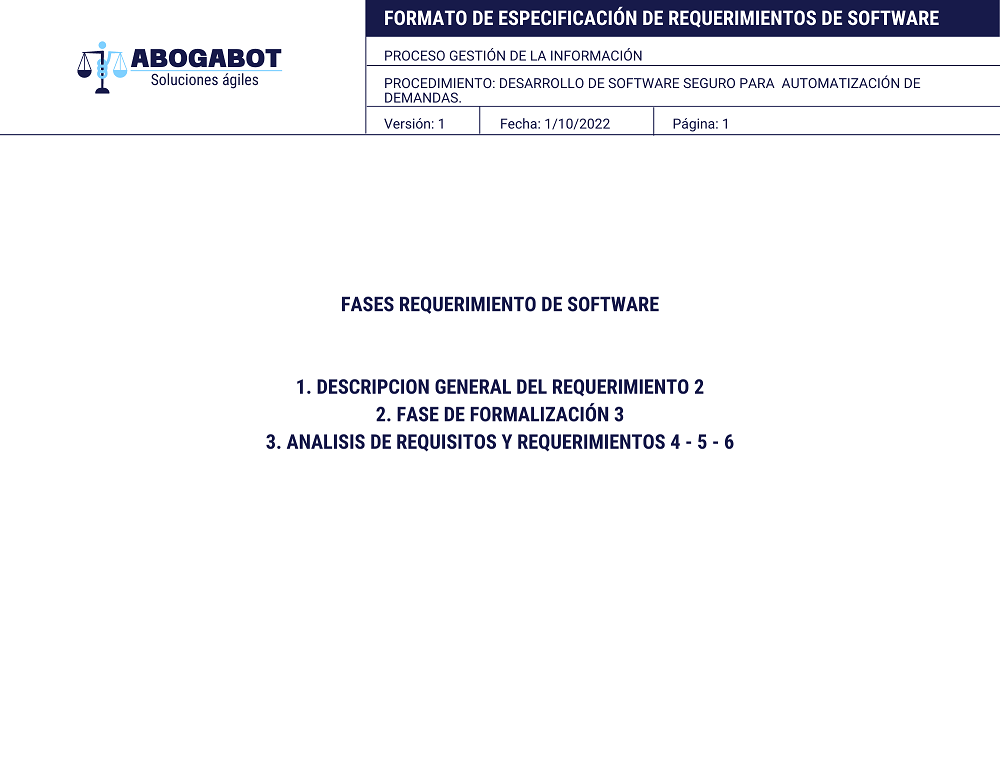 ABOGABOT
Soluciones ágiles
FORMATO DE ESPECIFICACIÓN DE REQUERIMIENTOS DE SOFTWARE
PROCESO GESTIÓN DE LA INFORMACIÓN
PROCEDIMIENTO: DESARROLLO DE SOFTWARE SEGURO PARA AUTOMATIZACIÓN DE
DEMANDAS.
Versión: 1
Fecha: 1/10/2022
Página: 1
FASES REQUERIMIENTO DE SOFTWARE
1. DESCRIPCION GENERAL DEL REQUERIMIENTO 2
2. FASE DE FORMALIZACIÓN 3
3. ANALISIS DE REQUISITOS Y REQUERIMIENTOS 4 - 5 - 6